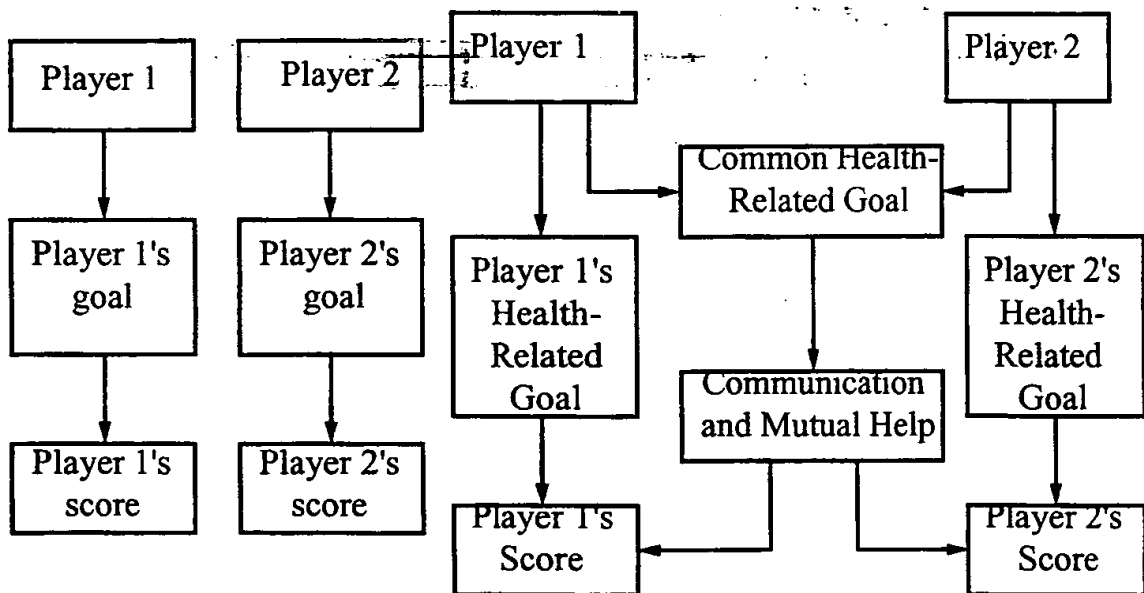 Player 1
Player 2
Player 1
Player 2
Common Health-
Related Goal
Player 1's
goal
Player 2's
goal
Player 1's
Health-
Related
Goal
Player 2's
Health-
Related
Goal
Communication
and Mutual Help
Player 1's
score
Player 2's
score
Player 1's
Score
Player 2's
Score